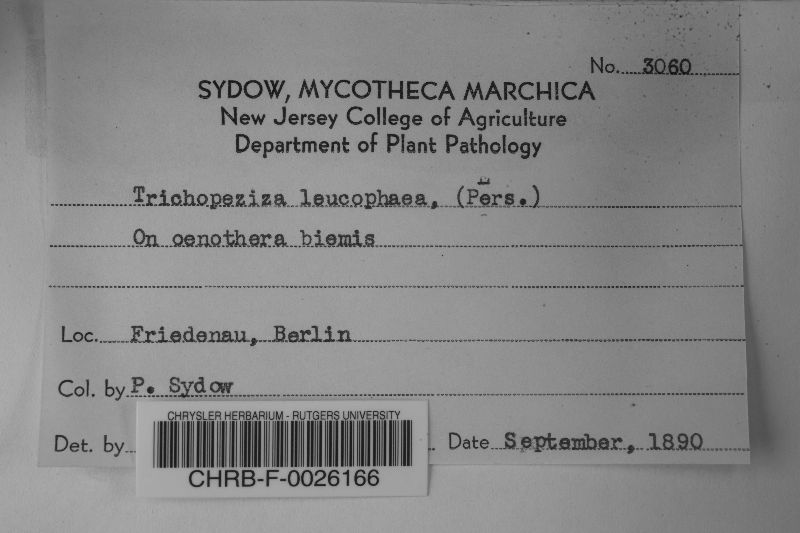 No. 3060
SYDOW, MYCOTHECA MARCHICA
New Jersey College of Agriculture
Department of Plant Pathology
Trichopeziza leucophaea, (Pers.)
On oenothera biemis
Loc. Friedenau, Berlin
Col. by P. Sydow
Det. by
Date September, 1890
CHRYSLER HERBARIUM - RUTGERS UNIVERSITY
CHRB-F-0026166